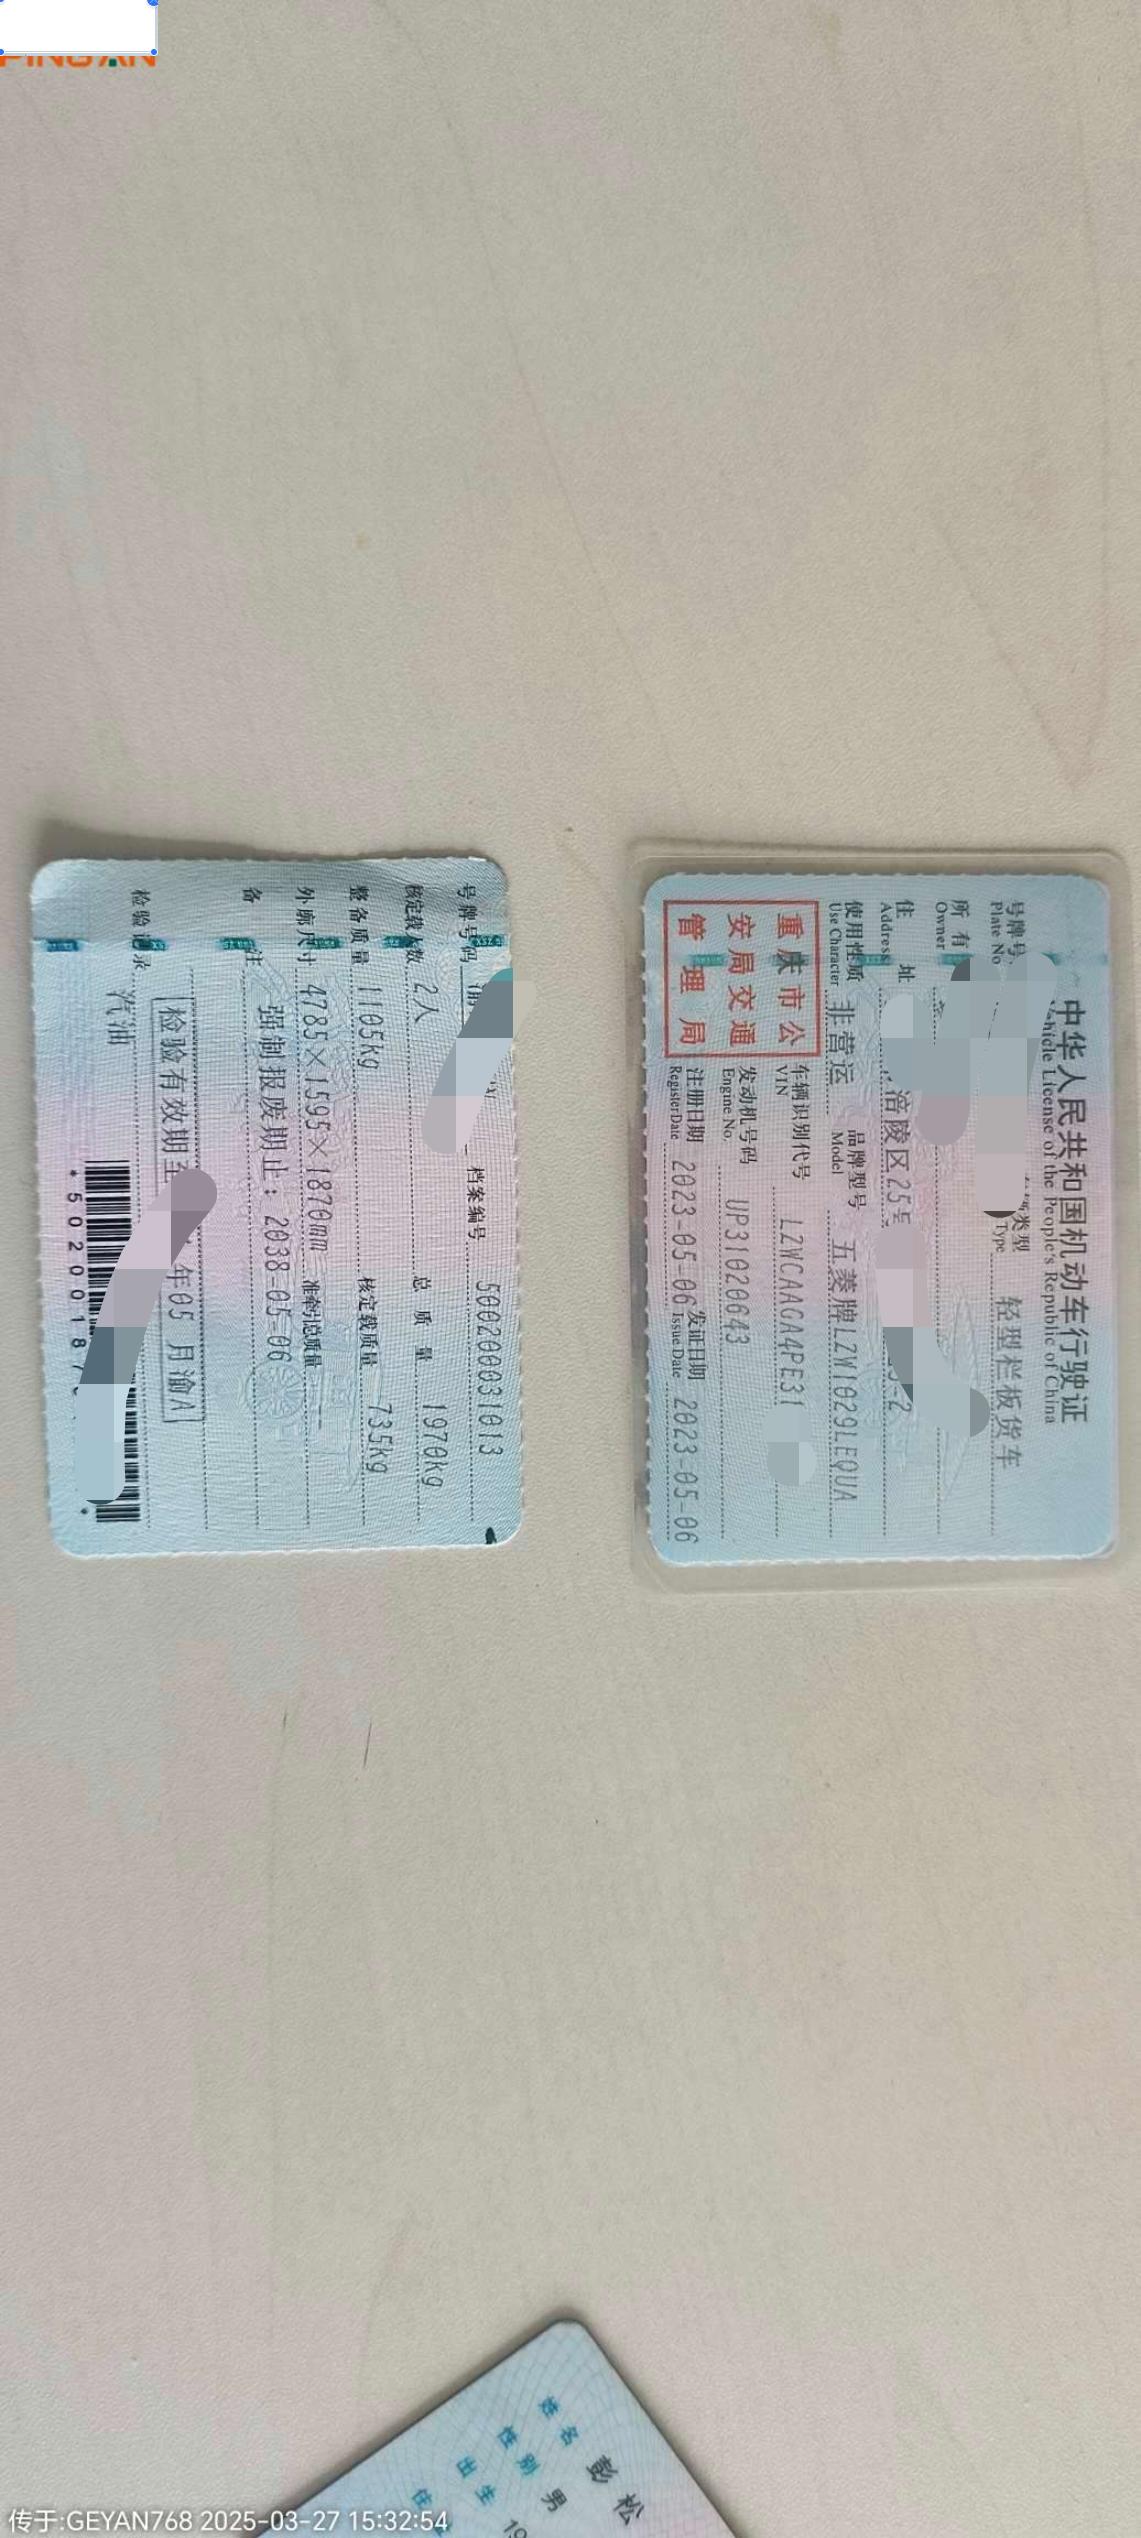 PINGAN
中华人民共和国机动车行驶证
Vehicle License of the People's Republic of China
号牌号
Plate No
类型
Type
轻型栏板货车
所有
Owner
住址
Address
涪陵区25号
-2
使用性质
Use Character
非营运
品牌型号
Model
五菱牌LZW1029LEQUA
车辆识别代号
VIN
LZWCAAGA4PE31
发动机号码
Engine No.
UP31020643
重庆市公
安局交通
管理局
注册日期
Register Date
2023-05-06
发证日期
Issue Date
2023-05-06
号牌号码
档案编号
500200031013
核定载人数
2人
总质量
1970kg
整备质量
1105kg
核定载质量
735kg
外廓尺寸
4785×1595×1870mm
准牵引总质量
--
备注
强制报废期止：2038-05-06
检验有效期至
年05月渝A
检验记录
汽油
*50200187
*
姓名 彭松
性别 男
出生 19
住
传于:GEYAN768 2025-03-27 15:32:54